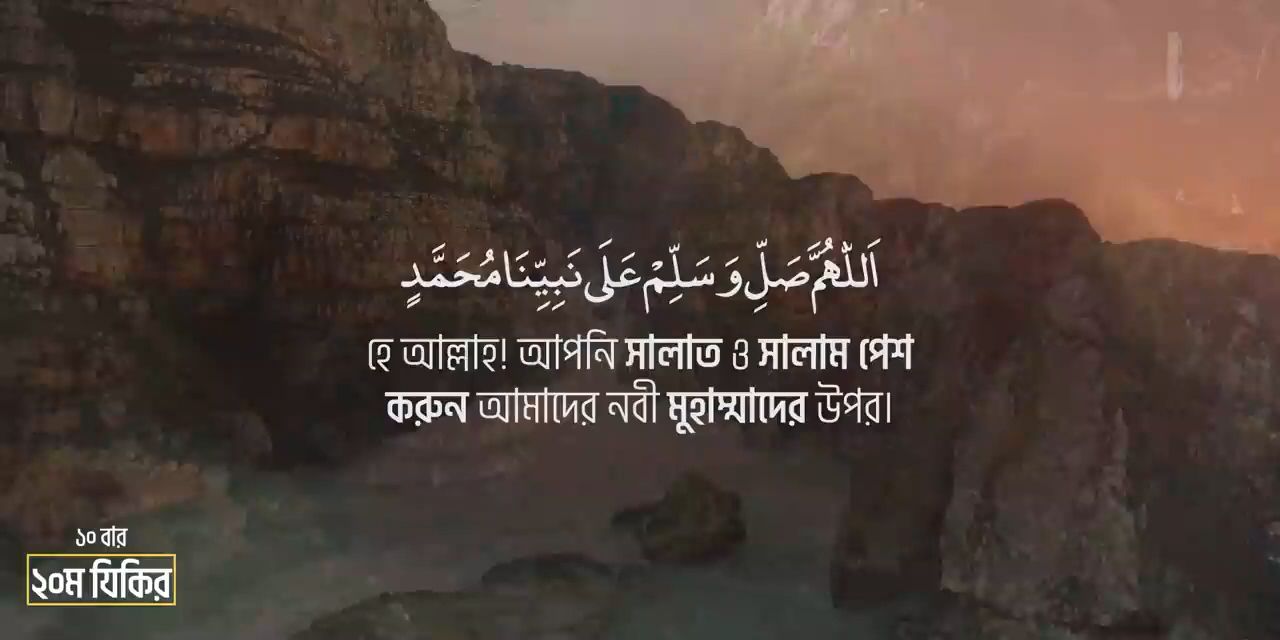 اَللّٰهُمَّ صَلِّ وَ سَلِّمْ عَلَى نَبِيِّنَا مُحَمَّدٍ
হে আল্লাহ! আপনি সালাত ও সালাম পেশ
করুন আমাদের নবী মুহাম্মাদের উপর।
১০ বার
২০ম যিকির